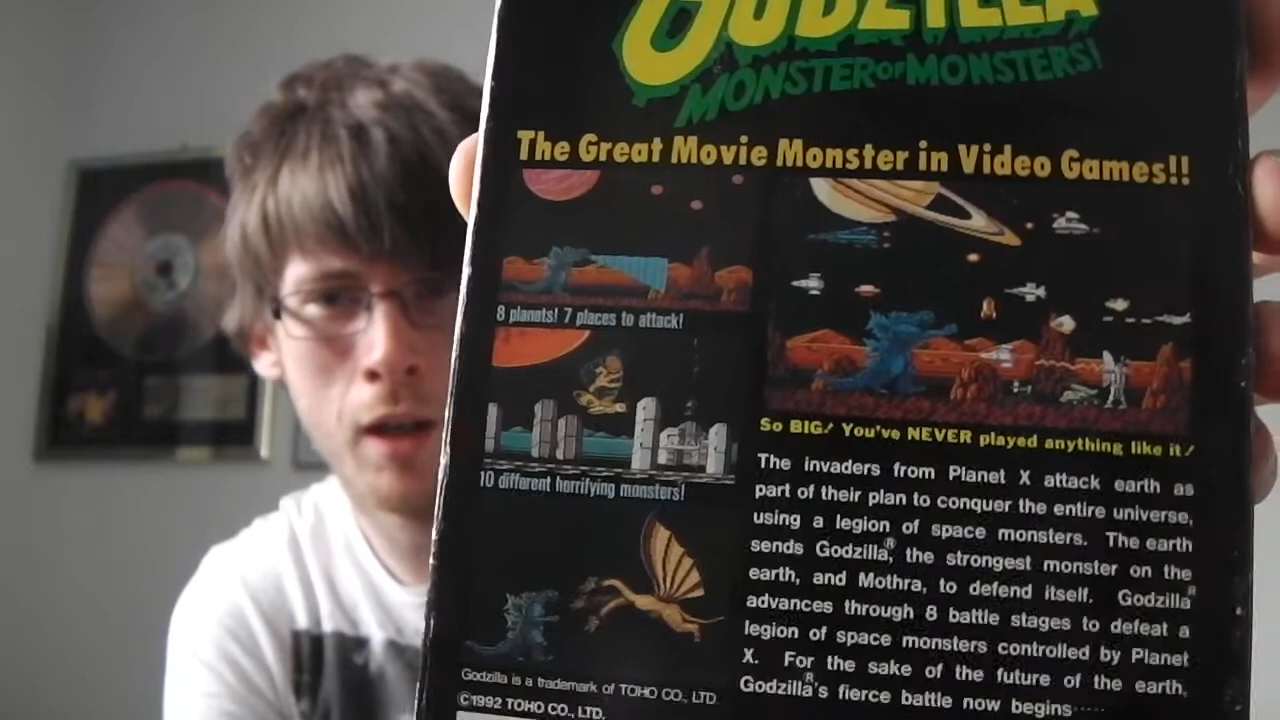 GODZILLA
MONSTER OF MONSTERS!
The Great Movie Monster in Video Games!!
8 planets! 7 places to attack!
10 different horrifying monsters!
Godzilla is a trademark of TOHO CO., LTD.
©1992 TOHO CO., LTD.
So BIG! You've NEVER played anything like it!
The invaders from Planet X attack earth as
part of their plan to conquer the entire universe,
using a legion of space monsters. The earth
sends Godzilla®, the strongest monster on the
earth, and Mothra, to defend itself. Godzilla®
advances through 8 battle stages to defeat a
legion of space monsters controlled by Planet
X. For the sake of the future of the earth,
Godzilla®'s fierce battle now begins·····